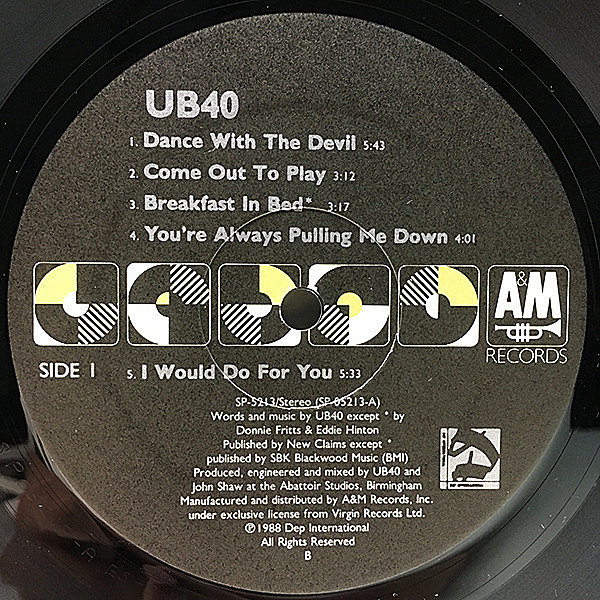 UB40
1. Dance With The Devil 5:43
2. Come Out To Play 3:12
3. Breakfast In Bed* 3:17
4. You're Always Pulling Me Down 4:01
A&M
RECORDS
SIDE 1 5. I Would Do For You 5:33
SP-5213/Stereo (SP-05213-A)
Words and music by UB40 except * by
Donnie Fritts & Eddie Hinton
Published by New Claims except *
published by SBK Blackwood Music (BMI)
Produced, engineered and mixed by UB40 and
John Shaw at the Abattoir Studios, Birmingham
Manufactured and distributed by A&M Records, Inc.
under exclusive license from Virgin Records Ltd.
℗1988 Dep International
All Rights Reserved
B